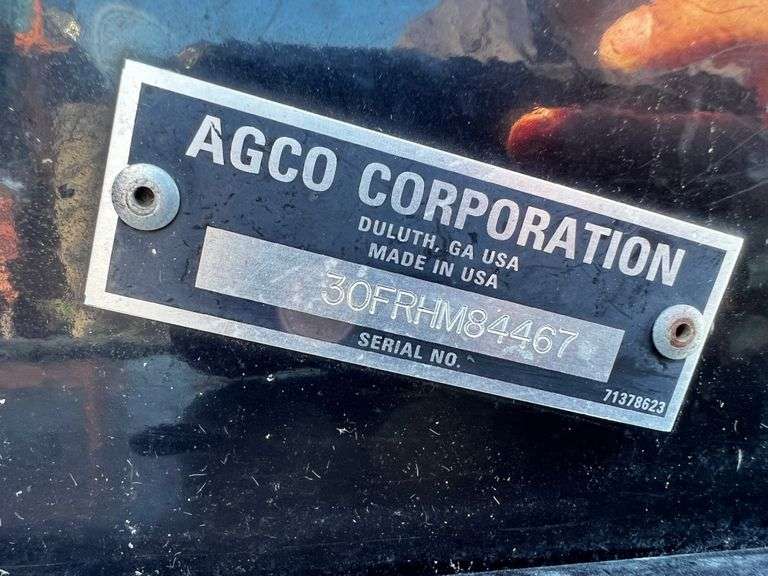 AGCO CORPORATION
DULUTH, GA USA
MADE IN USA
30FRHM84467
SERIAL NO.
71378623